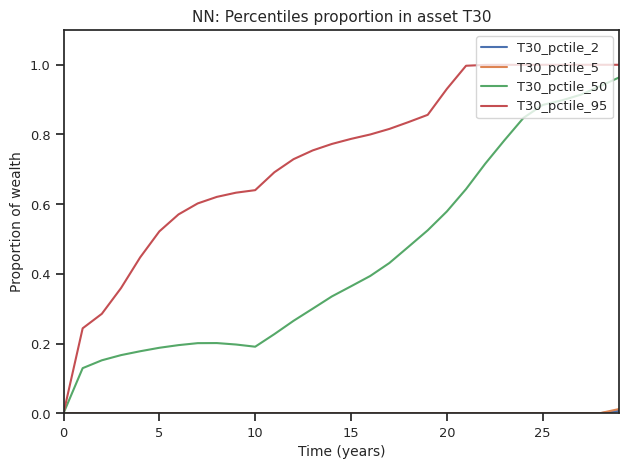 NN: Percentiles proportion in asset T30
T30_pctile_2
T30_pctile_5
T30_pctile_50
T30_pctile_95
Proportion of wealth
1.0
0.8
0.6
0.4
0.2
0.0
0 5 10 15 20 25
Time (years)